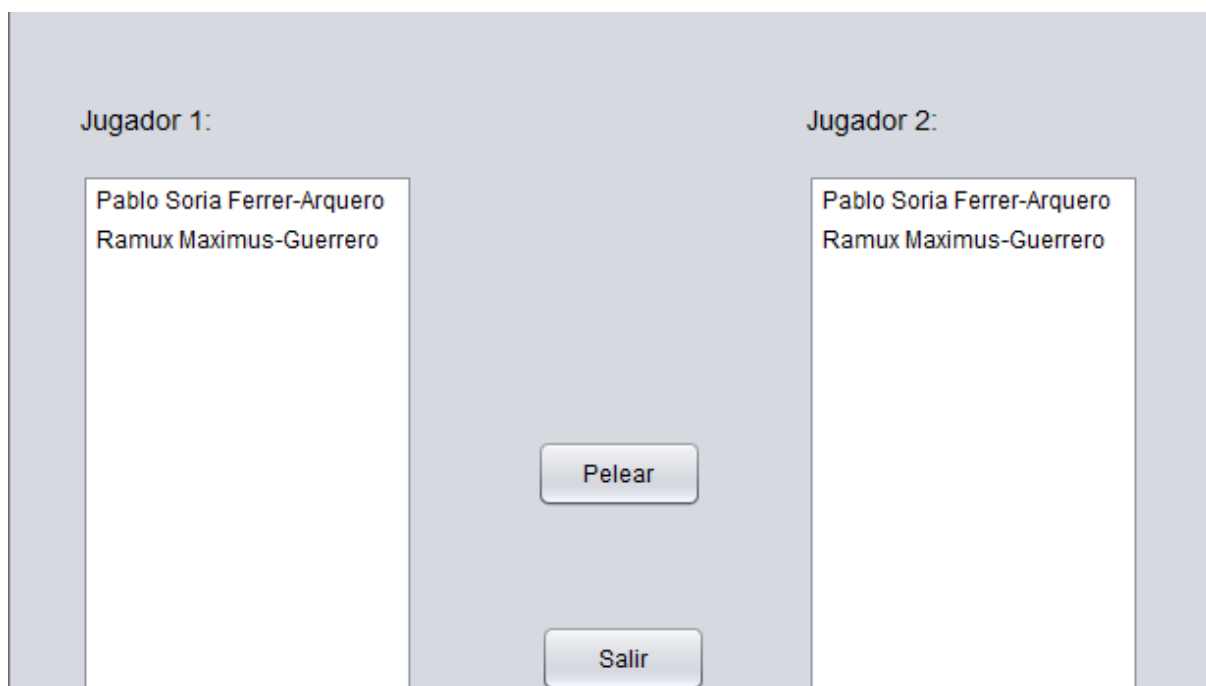 Jugador 1:
Pablo Soria Ferrer-Arquero
Ramux Maximus-Guerrero
Pelear
Salir
Jugador 2:
Pablo Soria Ferrer-Arquero
Ramux Maximus-Guerrero